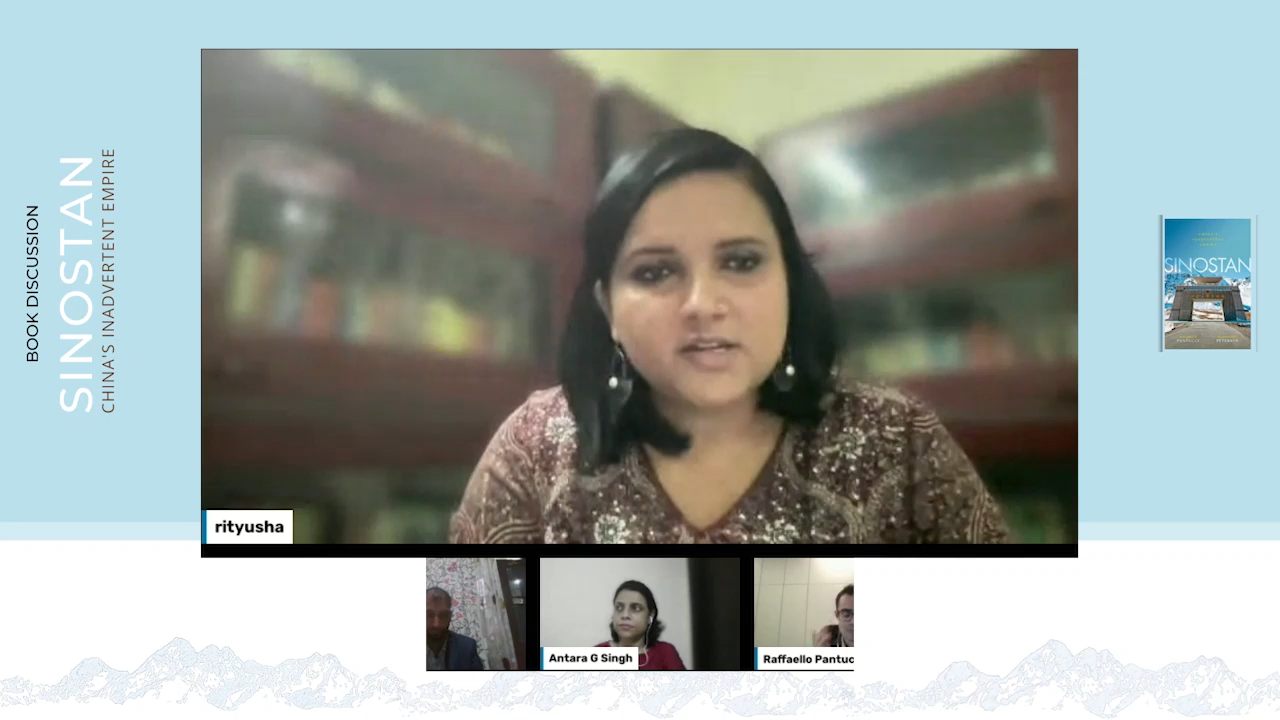 BOOK DISCUSSION
SINOSTAN
CHINA'S INADVERTENT EMPIRE
SINOSTAN
rityusha
Antara G Singh
Raffaello Pantuc